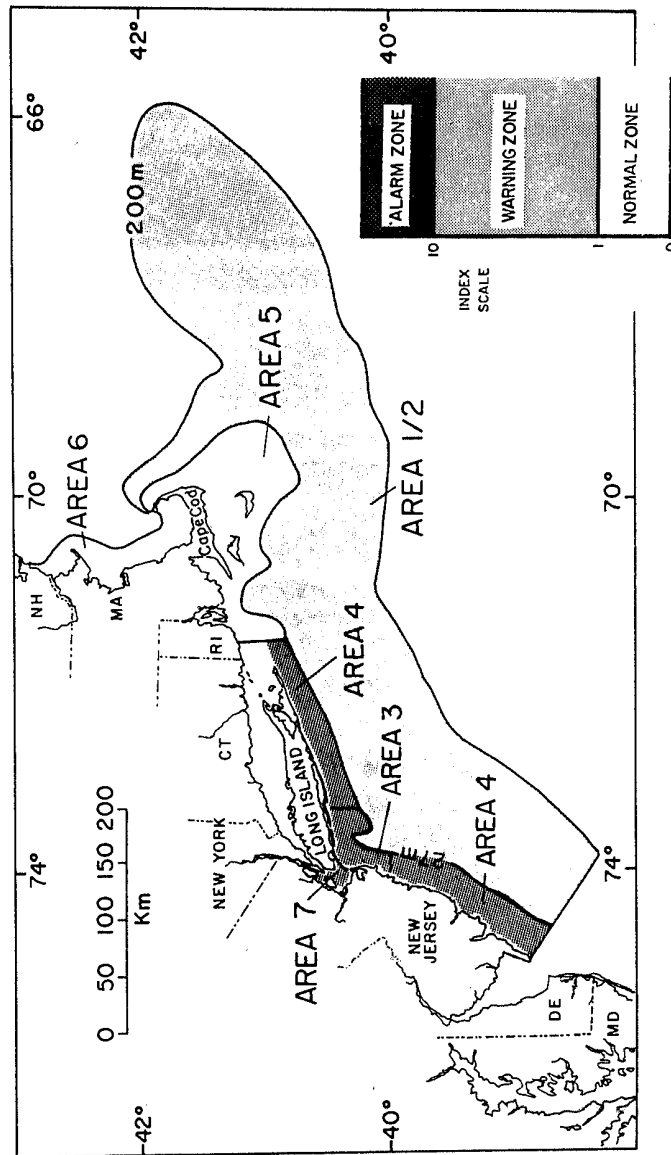 42°
40°
66°
200m
AREA 6
AREA 5
NH
MA
Cape Cod
70°
70°
RI
AREA 1/2
CT
AREA 4
LONG ISLAND
AREA 3
NEW YORK
AREA 4
AREA 7
NEW
JERSEY
27m
74°
74°
0 50 100 150 200
Km
DE
MD
42°
40°
INDEX
SCALE
ALARM ZONE
10
WARNING ZONE
1
NORMAL ZONE
0